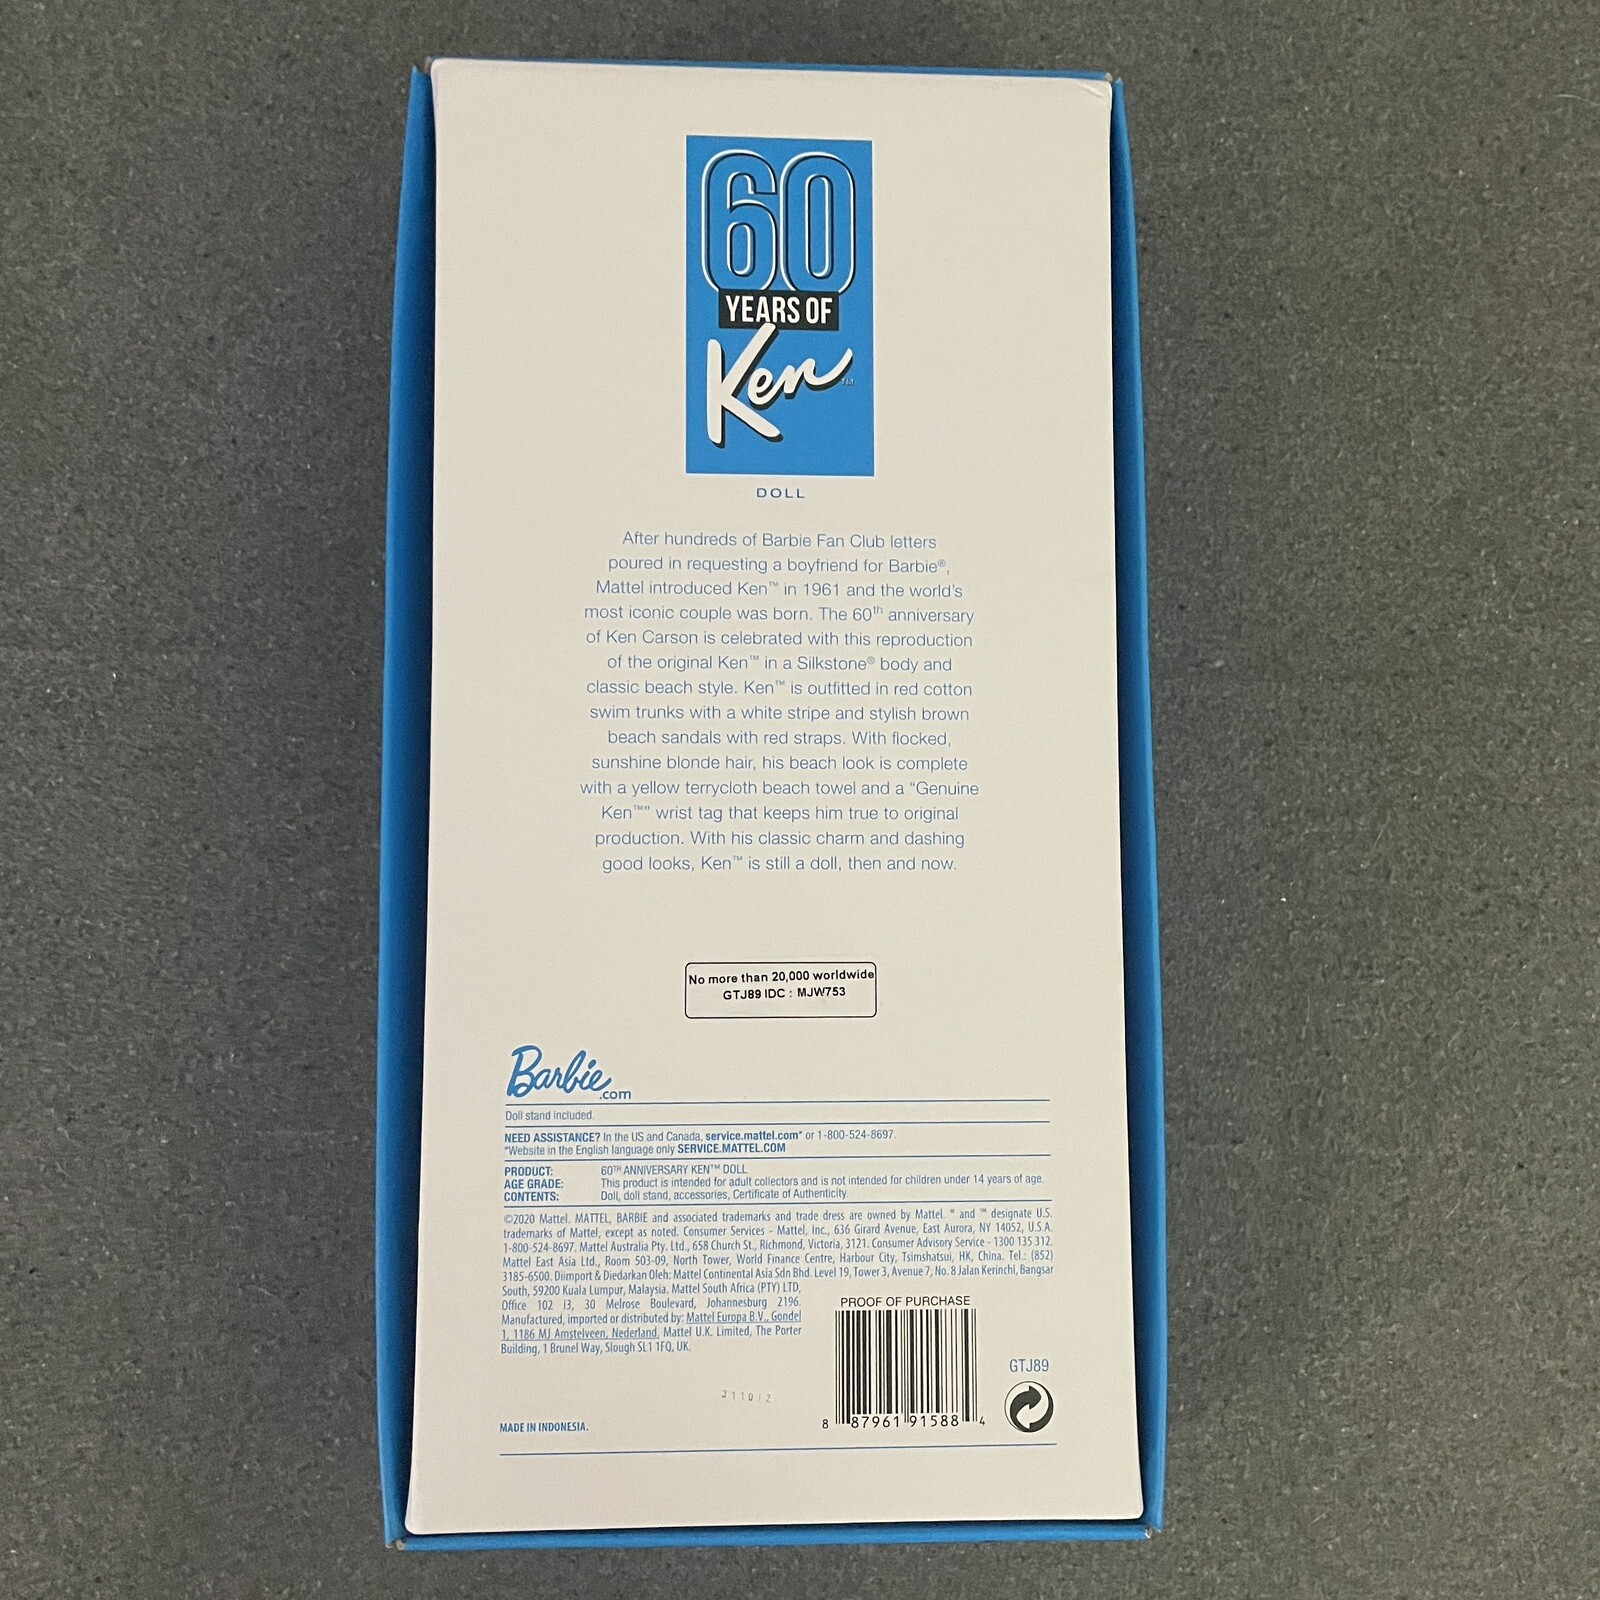 60
YEARS OF
Ken™
DOLL
After hundreds of Barbie Fan Club letters
poured in requesting a boyfriend for Barbie®,
Mattel introduced Ken™ in 1961 and the world's
most iconic couple was born. The 60th anniversary
of Ken Carson is celebrated with this reproduction
of the original Ken™ in a Silkstone® body and
classic beach style. Ken™ is outfitted in red cotton
swim trunks with a white stripe and stylish brown
beach sandals with red straps. With flocked,
sunshine blonde hair, his beach look is complete
with a yellow terrycloth beach towel and a "Genuine
Ken™" wrist tag that keeps him true to original
production. With his classic charm and dashing
good looks, Ken™ is still a doll, then and now.
No more than 20,000 worldwide
GTJ89 IDC : MJW753
Barbie.com
Doll stand included.
NEED ASSISTANCE? In the US and Canada, service.mattel.com* or 1-800-524-8697.
*Website in the English language only SERVICE.MATTEL.COM
PRODUCT: 60TH ANNIVERSARY KEN™ DOLL
AGE GRADE: This product is intended for adult collectors and is not intended for children under 14 years of age.
CONTENTS: Doll, doll stand, accessories, Certificate of Authenticity.
©2020 Mattel. MATTEL, BARBIE and associated trademarks and trade dress are owned by Mattel. ® and ™ designate U.S.
trademarks of Mattel, except as noted. Consumer Services - Mattel, Inc., 636 Girard Avenue, East Aurora, NY 14052, U.S.A.
1-800-524-8697. Mattel Australia Pty. Ltd., 658 Church St., Richmond, Victoria, 3121. Consumer Advisory Service - 1300 135 312.
Mattel East Asia Ltd., Room 503-09, North Tower, World Finance Centre, Harbour City, Tsimshatsui, HK, China. Tel.: (852)
3185-6500. Diimport & Diedarkan Oleh: Mattel Continental Asia Sdn Bhd. Level 19, Tower 3, Avenue 7, No. 8 Jalan Kerinchi, Bangsar
South, 59200 Kuala Lumpur, Malaysia. Mattel South Africa (PTY) LTD,
Office 102 I3, 30 Melrose Boulevard, Johannesburg 2196.
Manufactured, imported or distributed by: Mattel Europa B.V., Gondel
1, 1186 MJ Amstelveen, Nederland. Mattel U.K. Limited, The Porter
Building, 1 Brunel Way, Slough SL1 1FQ, UK.
PROOF OF PURCHASE
GTJ89
8 87961 91588 4
MADE IN INDONESIA.